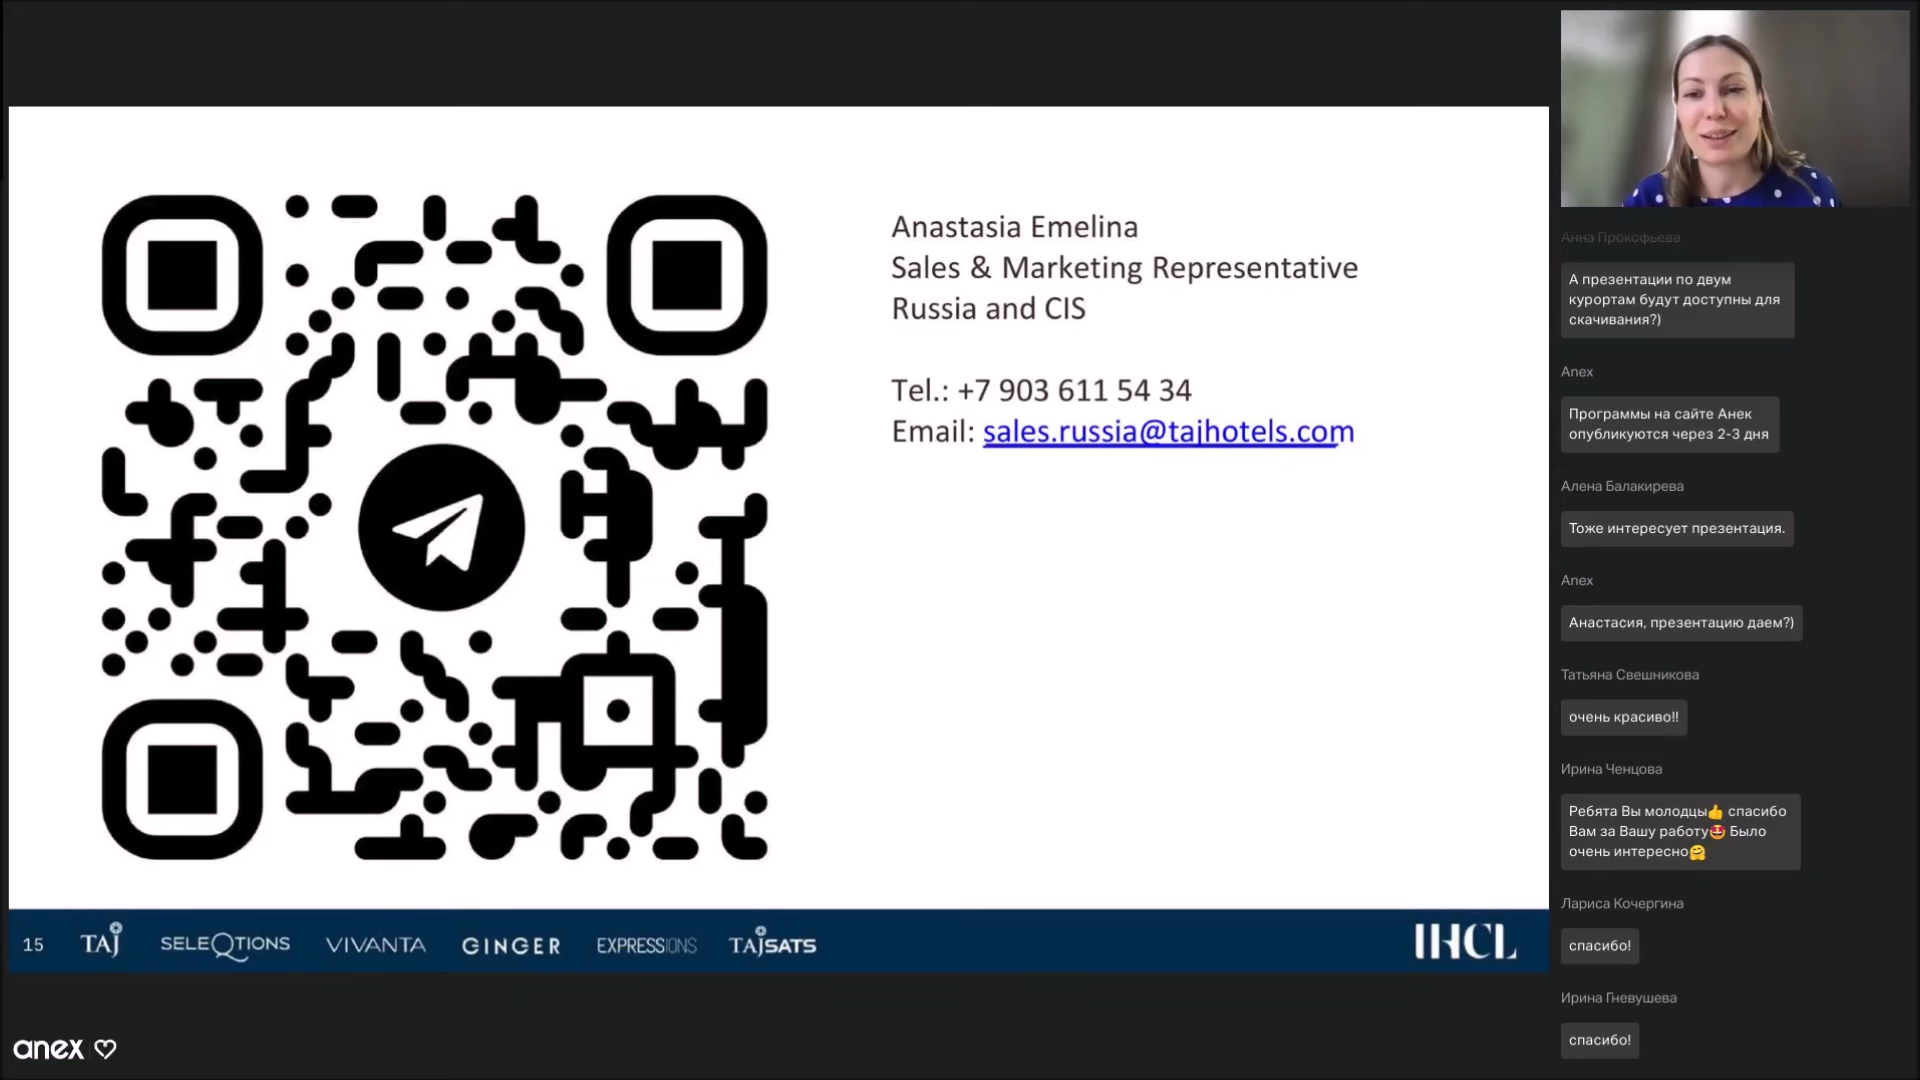 Anastasia Emelina
Sales & Marketing Representative
Russia and CIS
Tel.: +7 903 611 54 34
Email: sales.russia@tajhotels.com
15
TAJ
SELEQTIONS
VIVANTA
GINGER
EXPRESSIONS
TAJSATS
IHCL
anex
Анна Прокофьева
А презентации по двум
курортам будут доступны для
скачивания?)
Anex
Программы на сайте Анек
опубликуются через 2-3 дня
Алена Балакирева
Тоже интересует презентация.
Anex
Анастасия, презентацию даем?)
Татьяна Свешникова
очень красиво!!
Ирина Ченцова
Ребята Вы молодцы👍 спасибо
Вам за Вашу работу🤩 Было
очень интересно🤗
Лариса Кочергина
спасибо!
Ирина Гневушева
спасибо!